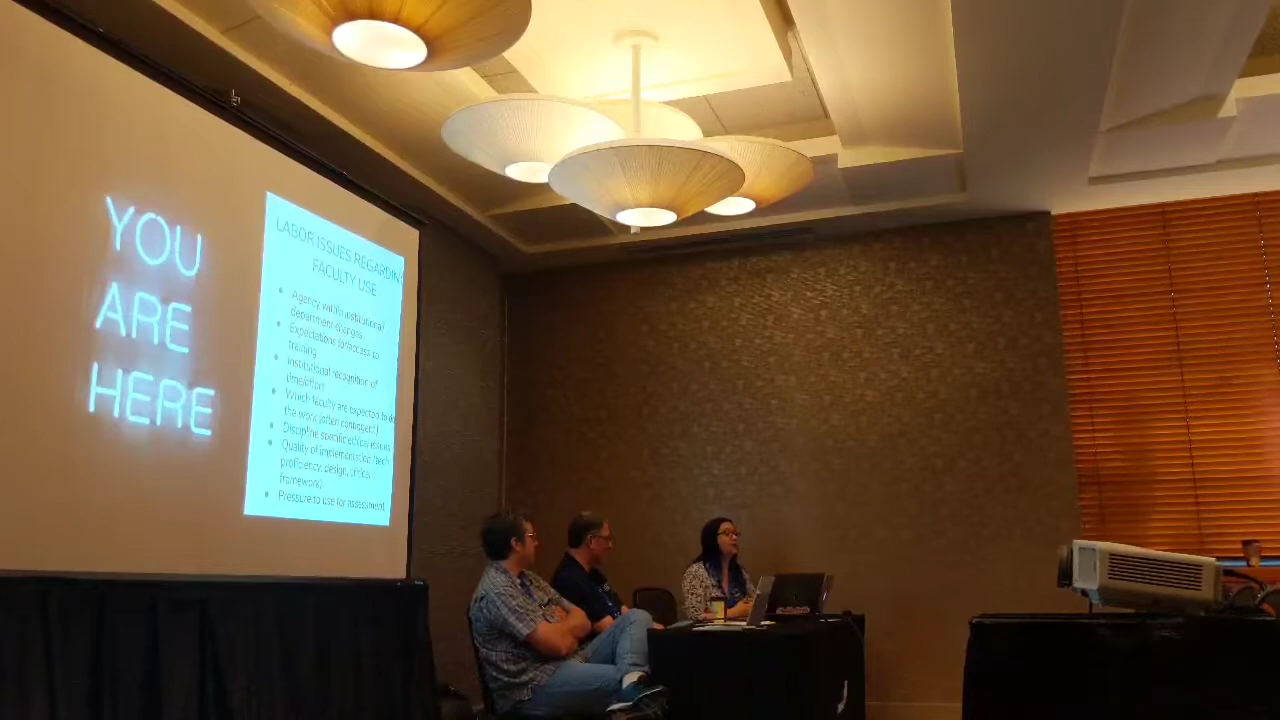 YOU
ARE
HERE
LABOR ISSUES REGARDING
FACULTY USE
• Agency within institutional/
department changes
• Expectations for/access to
training
• Institutional recognition of
time/effort
• Which faculty are expected to do
the work (often contingent)
• Discipline specific ethical issues
• Quality of implementation (tech
proficiency, design, critical
framework)
• Pressure to use for assessment